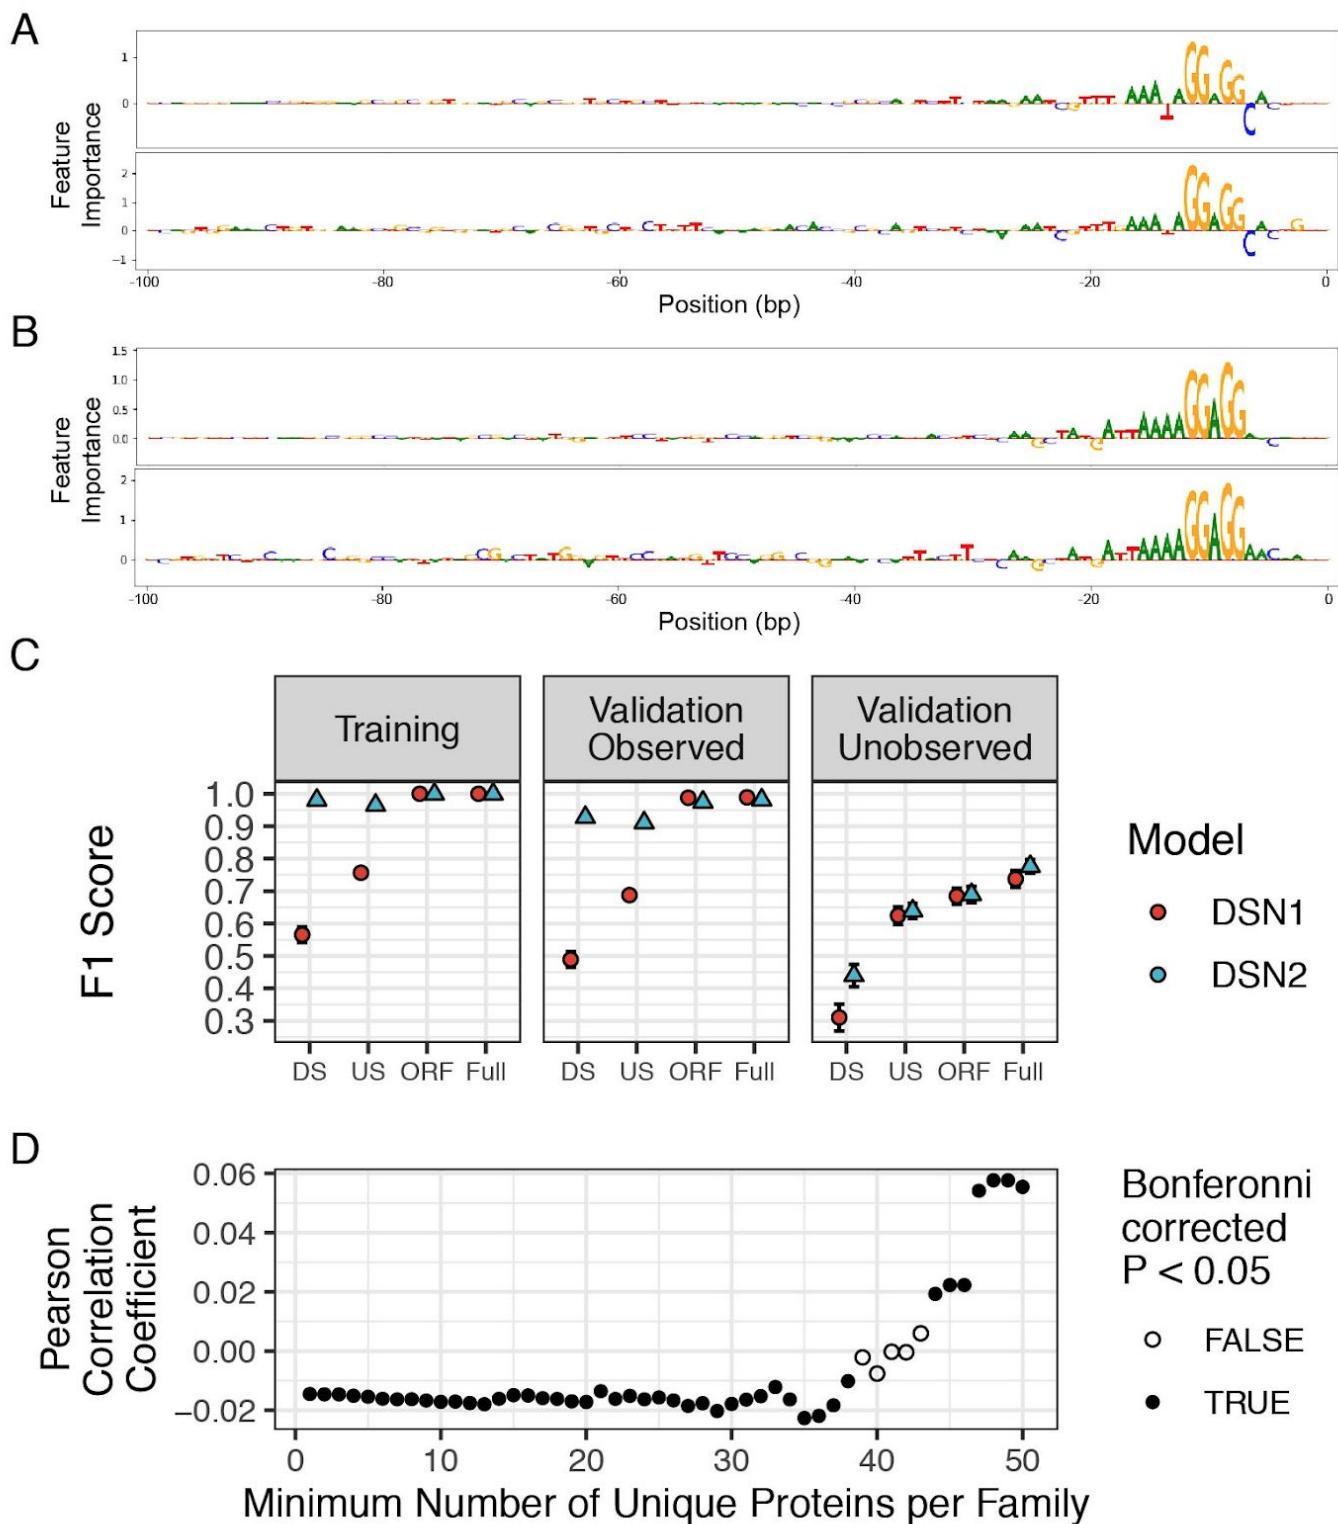 A
Feature
Importance
1
0
2
1
0
−1
-100
-80
-60
-40
-20
0
Position (bp)
B
Feature
Importance
1.5
1.0
0.5
0.0
2
1
0
-100
-80
-60
-40
-20
0
Position (bp)
C
Training
Validation
Observed
Validation
Unobserved
F1 Score
1.0
0.9
0.8
0.7
0.6
0.5
0.4
0.3
DS US ORF Full
DS US ORF Full
DS US ORF Full
Model
DSN1
DSN2
D
Pearson
Correlation
Coefficient
0.06
0.04
0.02
0.00
−0.02
0 10 20 30 40 50
Minimum Number of Unique Proteins per Family
Bonferonni
corrected
P < 0.05
FALSE
TRUE